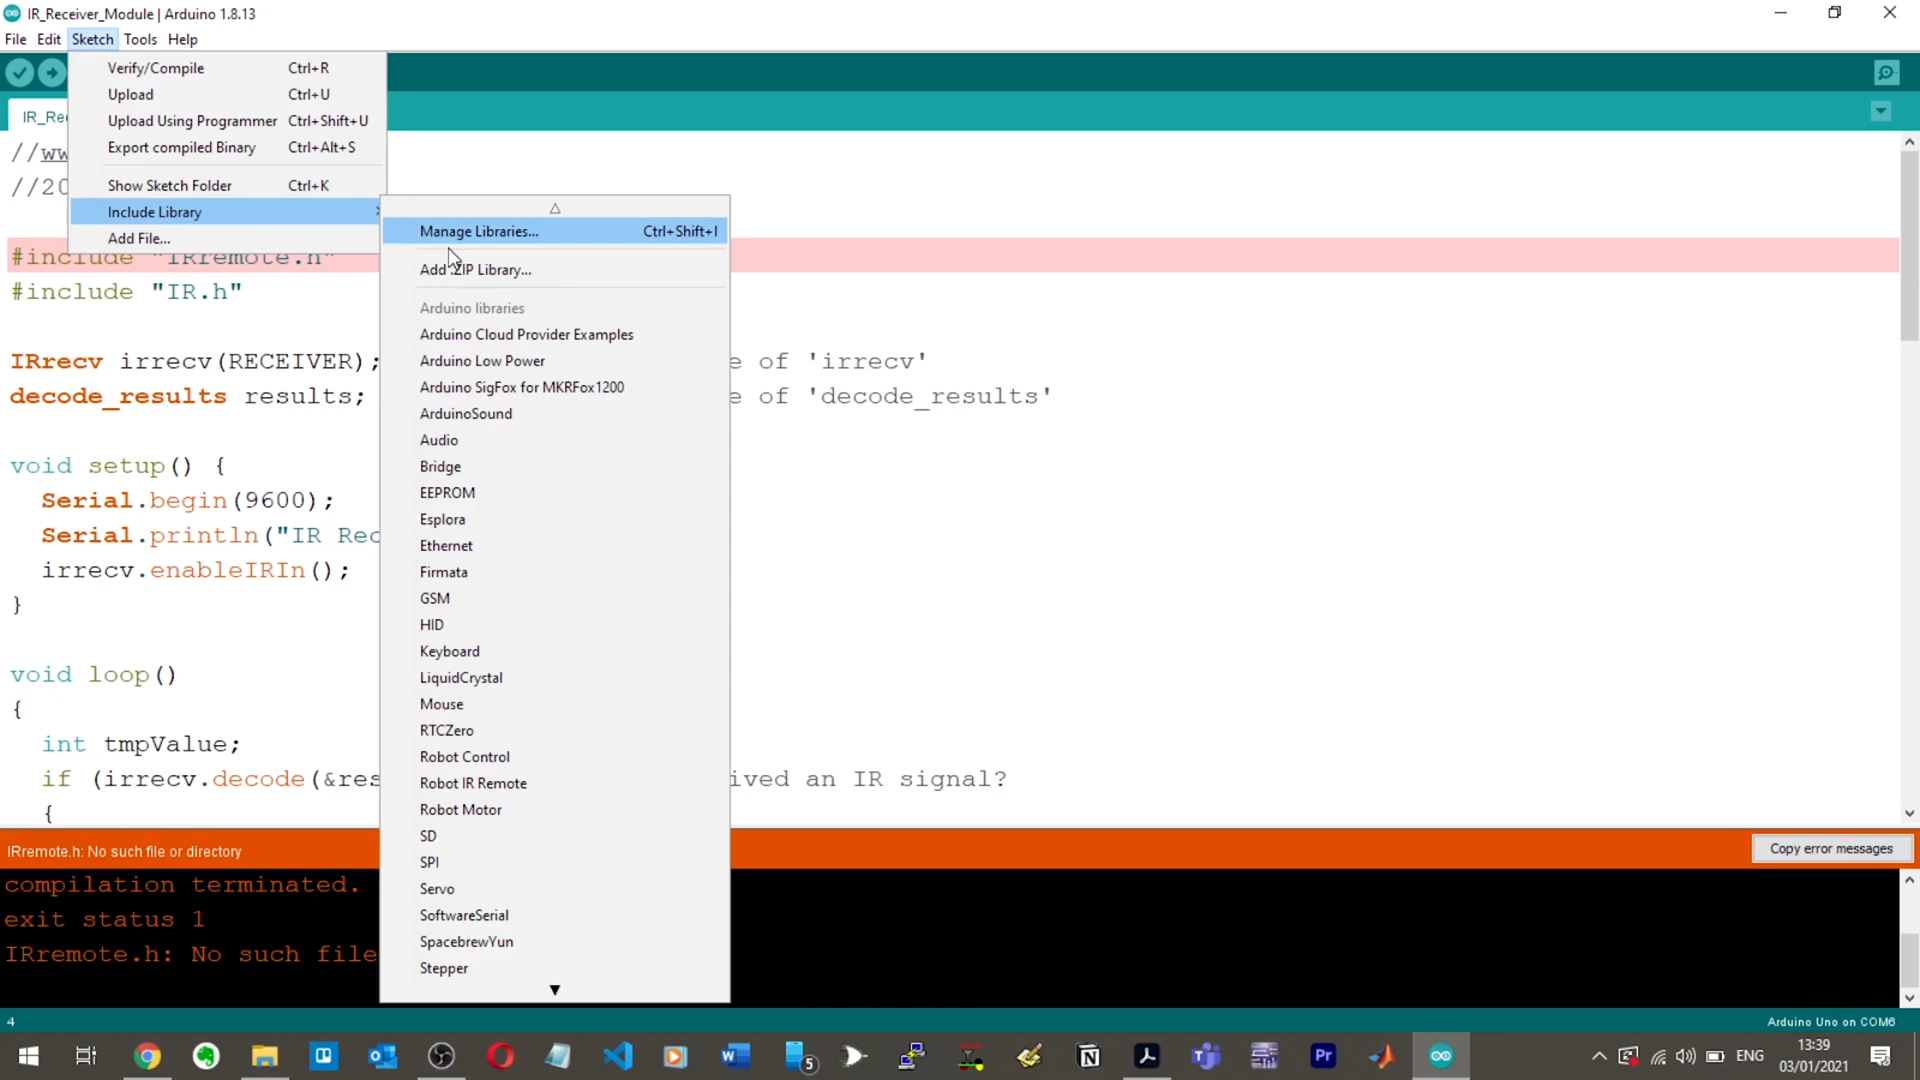 IR_Receiver_Module | Arduino 1.8.13
File Edit Sketch Tools Help
Verify/Compile Ctrl+R
Upload Ctrl+U
Upload Using Programmer Ctrl+Shift+U
Export compiled Binary Ctrl+Alt+S
Show Sketch Folder Ctrl+K
Include Library
Add File...
Manage Libraries... Ctrl+Shift+I
Add .ZIP Library...
Arduino libraries
Arduino Cloud Provider Examples
Arduino Low Power
Arduino SigFox for MKRFox1200
ArduinoSound
Audio
Bridge
EEPROM
Esplora
Ethernet
Firmata
GSM
HID
Keyboard
LiquidCrystal
Mouse
RTCZero
Robot Control
Robot IR Remote
Robot Motor
SD
SPI
Servo
SoftwareSerial
SpacebrewYun
Stepper
IR_Rec
//ww
//20
#include "IRremote.h"
#include "IR.h"
IRrecv irrecv(RECEIVER); e of 'irrecv'
decode_results results; e of 'decode_results'
void setup() {
Serial.begin(9600);
Serial.println("IR Rec
irrecv.enableIRIn();
}
void loop()
{
int tmpValue;
if (irrecv.decode(&res ived an IR signal?
{
IRremote.h: No such file or directory
Copy error messages
compilation terminated.
exit status 1
IRremote.h: No such file
4
Arduino Uno on COM6
5
Pr
ENG
13:39
03/01/2021